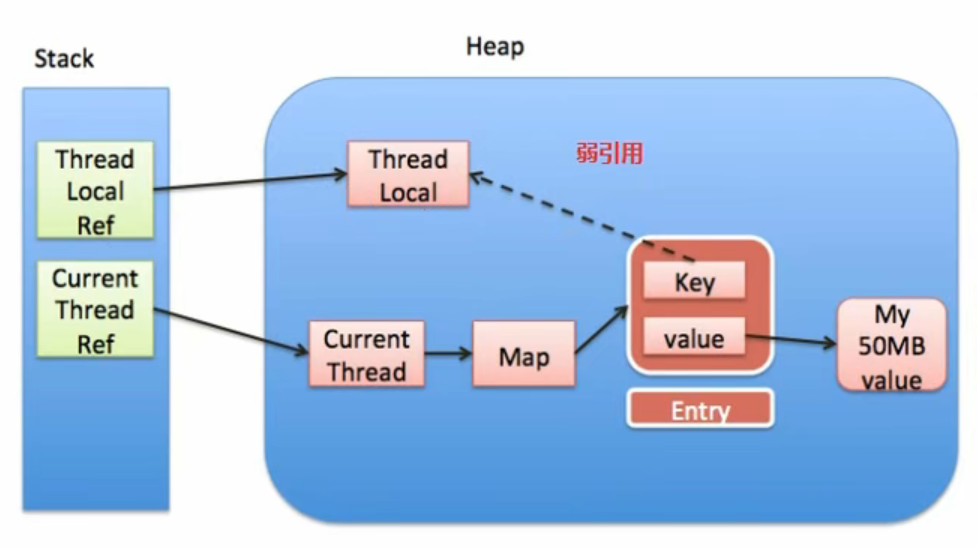 Stack
Heap
Thread
Local
Ref
Thread
Local
弱引用
Current
Thread
Ref
Key
Current
Thread
Map
value
My
50MB
value
Entry